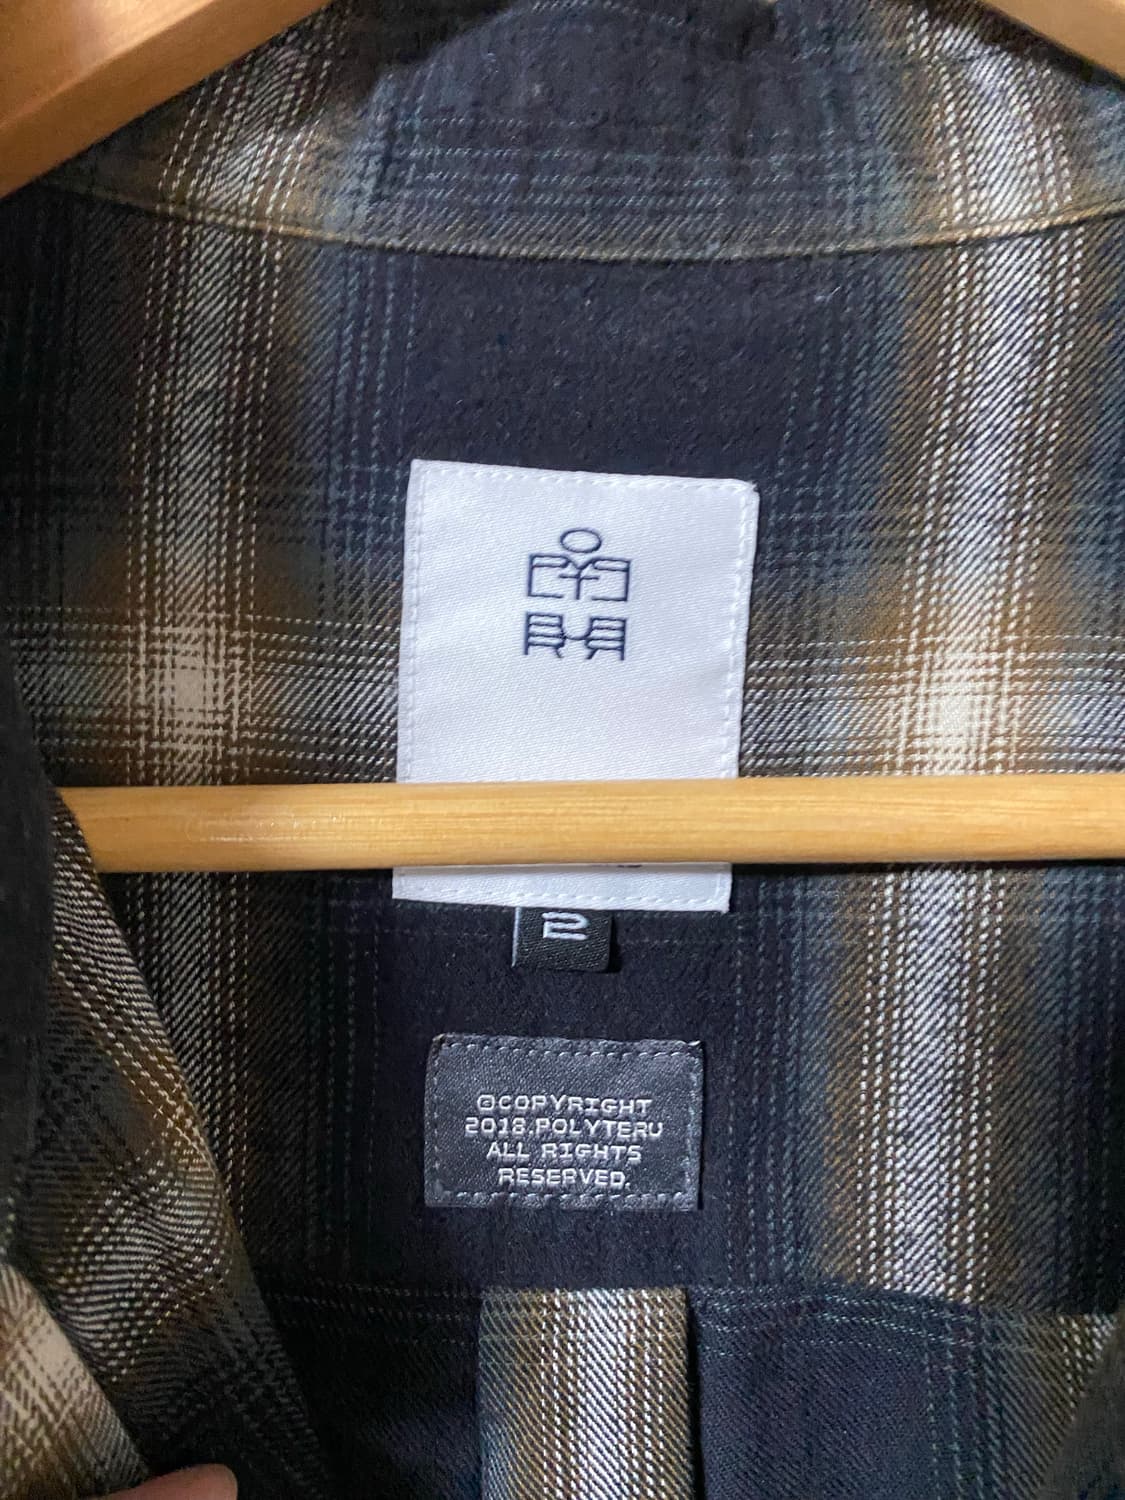 2
©COPYRIGHT
2018.POLYTERU
ALL RIGHTS
RESERVED.